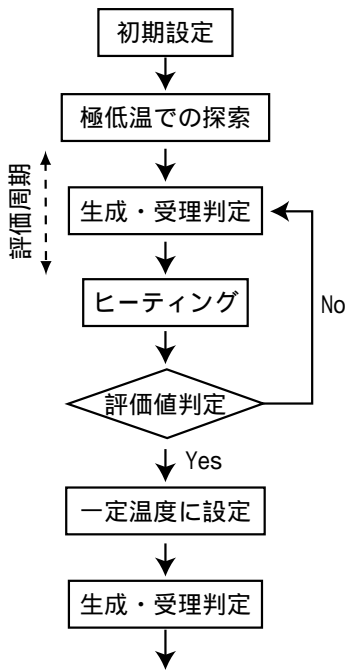 初期設定
極低温での探索
評価周期
生成・受理判定
ヒーティング
No
評価値判定
Yes
一定温度に設定
生成・受理判定